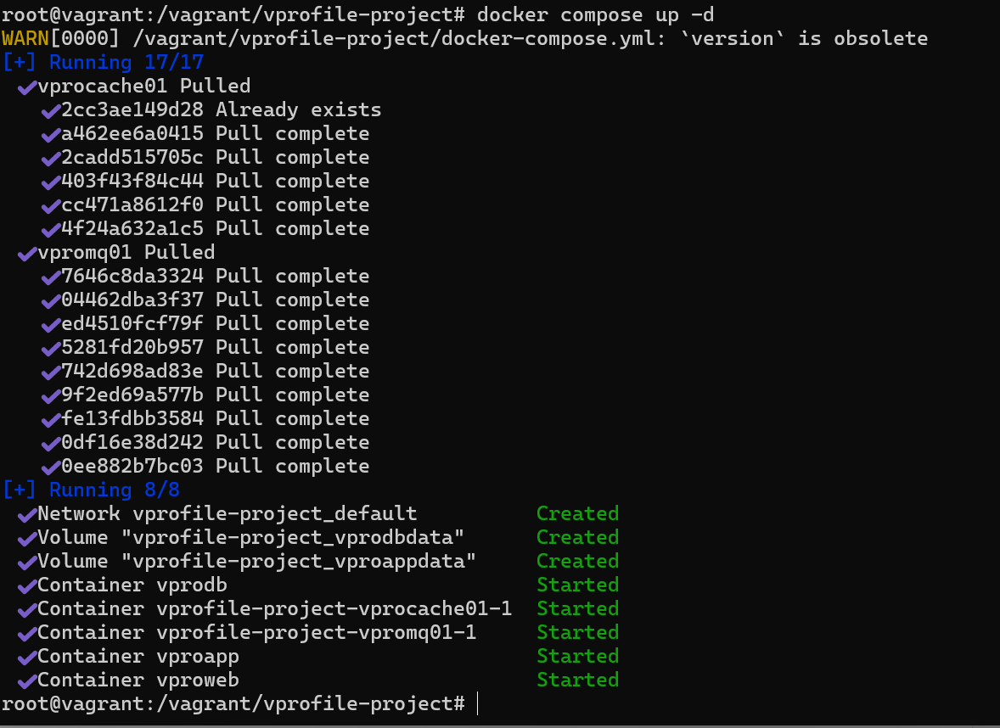 root@vagrant:/vagrant/vprofile-project# docker compose up -d
WARN[0000] /vagrant/vprofile-project/docker-compose.yml: `version` is obsolete
[+] Running 17/17
✔vprocache01 Pulled
✔2cc3ae149d28 Already exists
✔a462ee6a0415 Pull complete
✔2cadd515705c Pull complete
✔403f43f84c44 Pull complete
✔cc471a8612f0 Pull complete
✔4f24a632a1c5 Pull complete
✔vpromq01 Pulled
✔7646c8da3324 Pull complete
✔04462dba3f37 Pull complete
✔ed4510fcf79f Pull complete
✔5281fd20b957 Pull complete
✔742d698ad83e Pull complete
✔9f2ed69a577b Pull complete
✔fe13fdbb3584 Pull complete
✔0df16e38d242 Pull complete
✔0ee882b7bc03 Pull complete
[+] Running 8/8
✔Network vprofile-project_default Created
✔Volume "vprofile-project_vprodbdata" Created
✔Volume "vprofile-project_vproappdata" Created
✔Container vprodb Started
✔Container vprofile-project-vprocache01-1 Started
✔Container vprofile-project-vpromq01-1 Started
✔Container vproapp Started
✔Container vproweb Started
root@vagrant:/vagrant/vprofile-project#